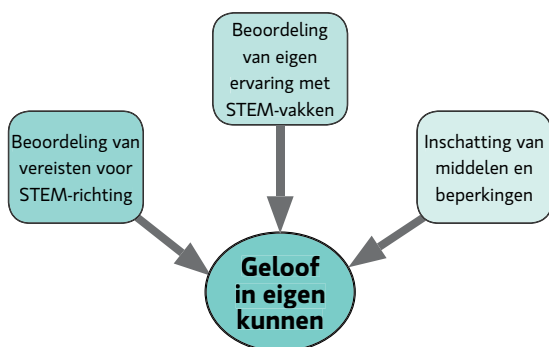 Beoordeling
van eigen
ervaring met
STEM-vakken
Beoordeling van
vereisten voor
STEM-richting
Inschatting van
middelen en
beperkingen
Geloof
in eigen
kunnen